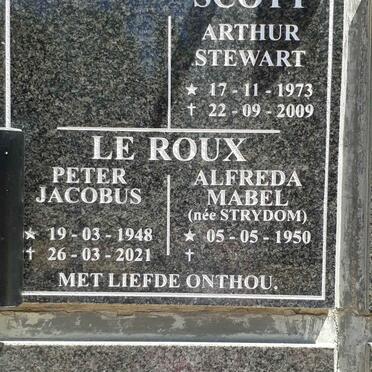 SCOTT
ARTHUR
STEWART
★ 17 - 11 - 1973
† 22 - 09 - 2009
LE ROUX
PETER
JACOBUS
★ 19 - 03 - 1948
† 26 - 03 - 2021
ALFREDA
MABEL
(née STRYDOM)
★ 05 - 05 - 1950
†
MET LIEFDE ONTHOU.